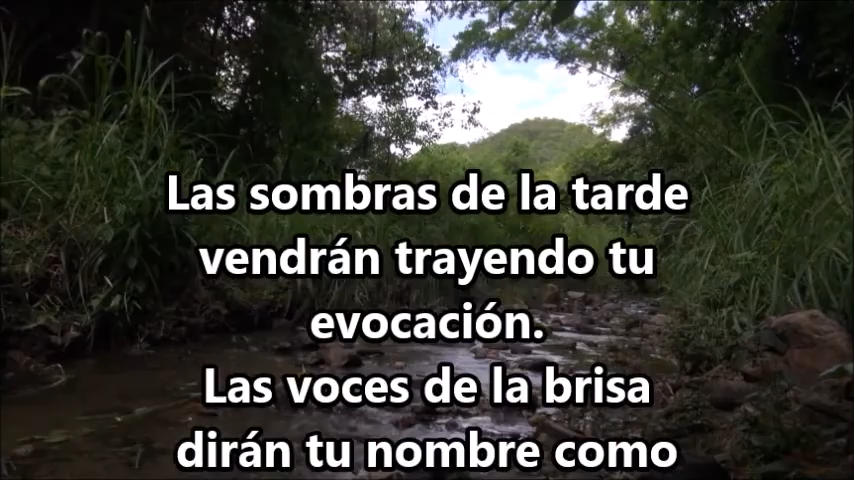 Las sombras de la tarde
vendrán trayendo tu
evocación.
Las voces de la brisa
dirán tu nombre como